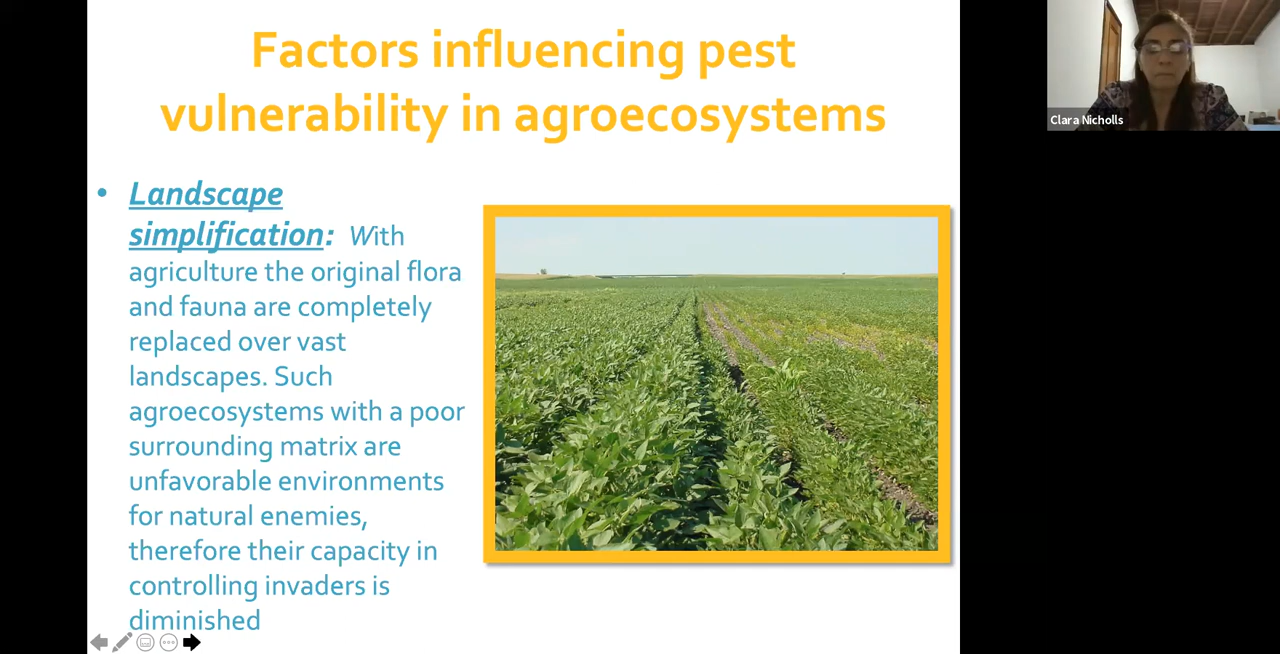 Factors influencing pest
vulnerability in agroecosystems
• Landscape
simplification: With
agriculture the original flora
and fauna are completely
replaced over vast
landscapes. Such
agroecosystems with a poor
surrounding matrix are
unfavorable environments
for natural enemies,
therefore their capacity in
controlling invaders is
diminished
Clara Nicholls